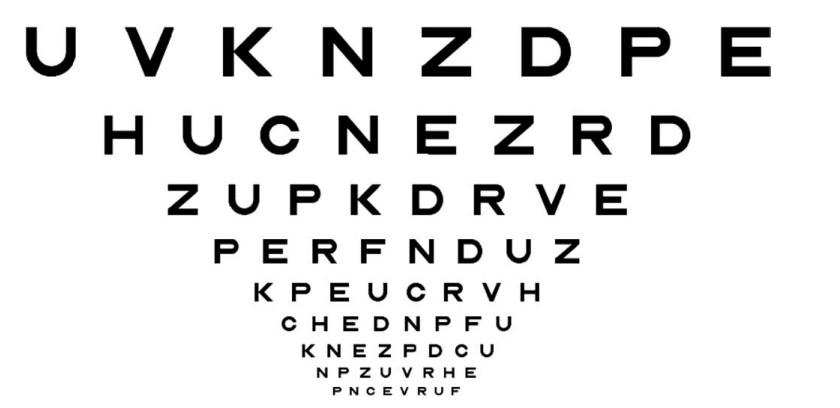 U V K N Z D P E
H U C N E Z R D
Z U P K D R V E
P E R F N D U Z
K P E U C R V H
C H E D N P F U
K N E Z P D C U
N P Z U V R H E
P N C E V R U F